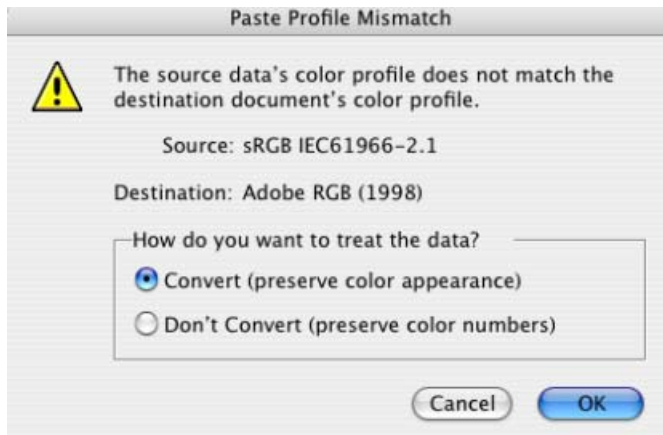 Paste Profile Mismatch
The source data's color profile does not match the
destination document's color profile.
Source: sRGB IEC61966-2.1
Destination: Adobe RGB (1998)
How do you want to treat the data?
Convert (preserve color appearance)
Don't Convert (preserve color numbers)
Cancel
OK